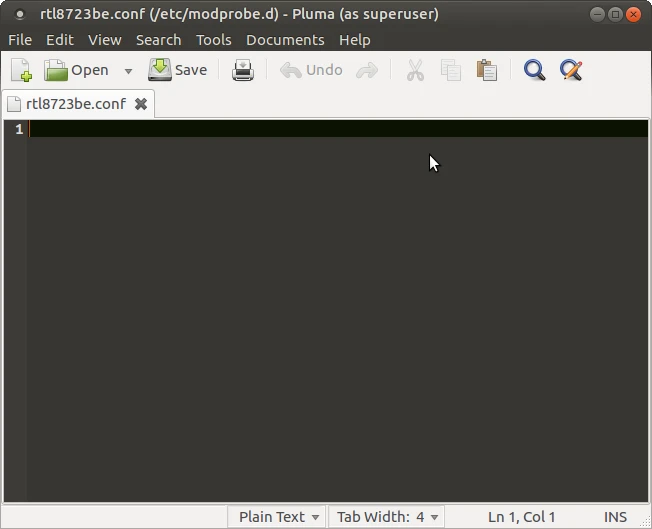 rtl8723be.conf (/etc/modprobe.d) - Pluma (as superuser)
File Edit View Search Tools Documents Help
Open Save Undo
rtl8723be.conf
1
Plain Text Tab Width: 4 Ln 1, Col 1 INS